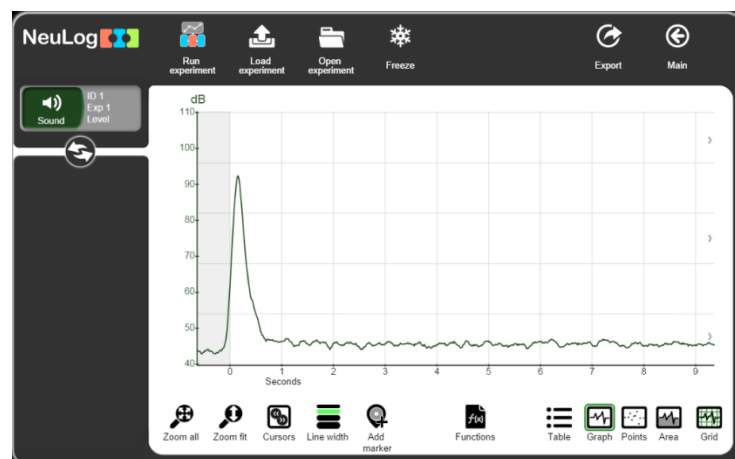 NeuLog
Run
experiment
Load
experiment
Open
experiment
Freeze
Export
Main
Sound
ID 1
Exp 1
Level
dB
110
100
90
80
70
60
50
40
0 1 2 3 4 5 6 7 8 9
Seconds
Zoom all
Zoom fit
Cursors
Line width
Add
marker
f(x)
Functions
Table
Graph
Points
Area
Grid